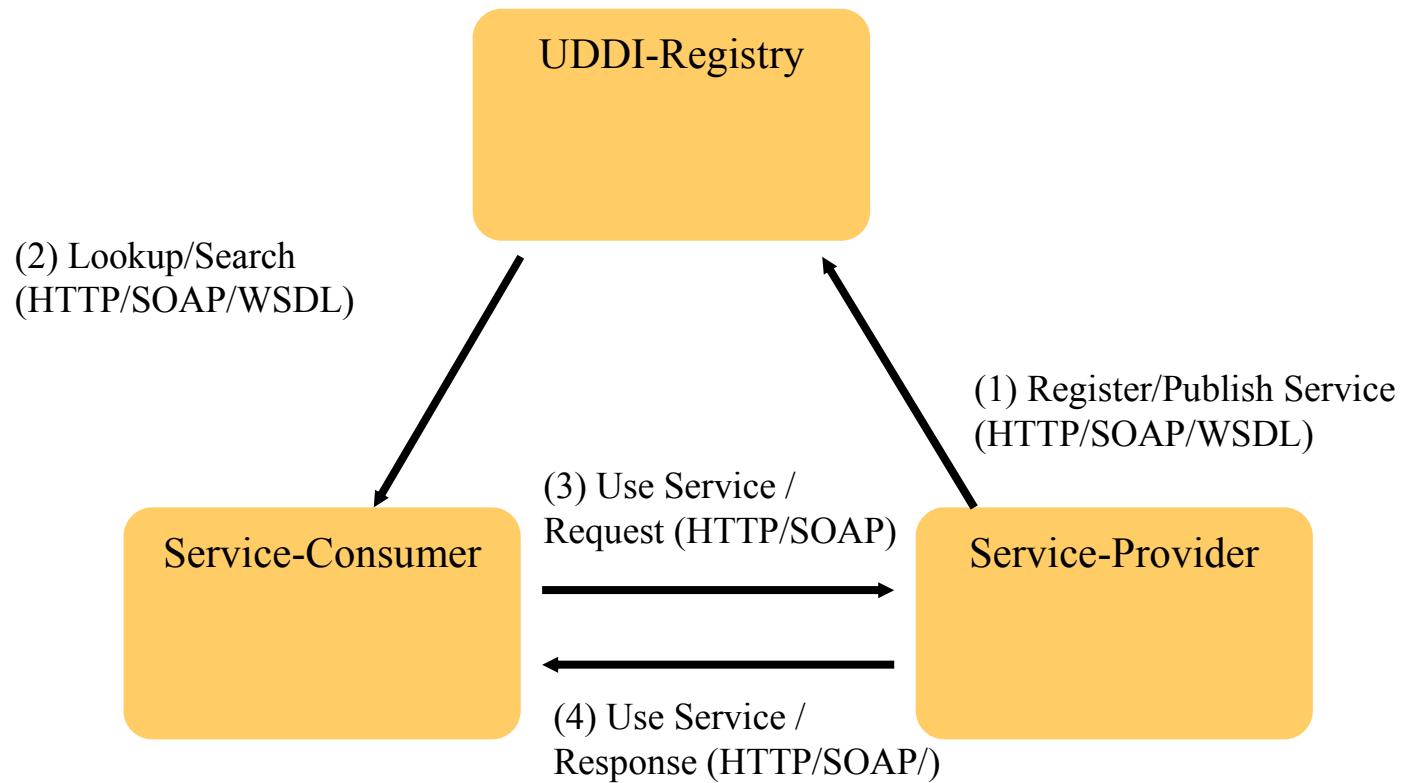 UDDI-Registry
(2) Lookup/Search
(HTTP/SOAP/WSDL)
(1) Register/Publish Service
(HTTP/SOAP/WSDL)
(3) Use Service /
Request (HTTP/SOAP)
Service-Consumer
Service-Provider
(4) Use Service /
Response (HTTP/SOAP/)